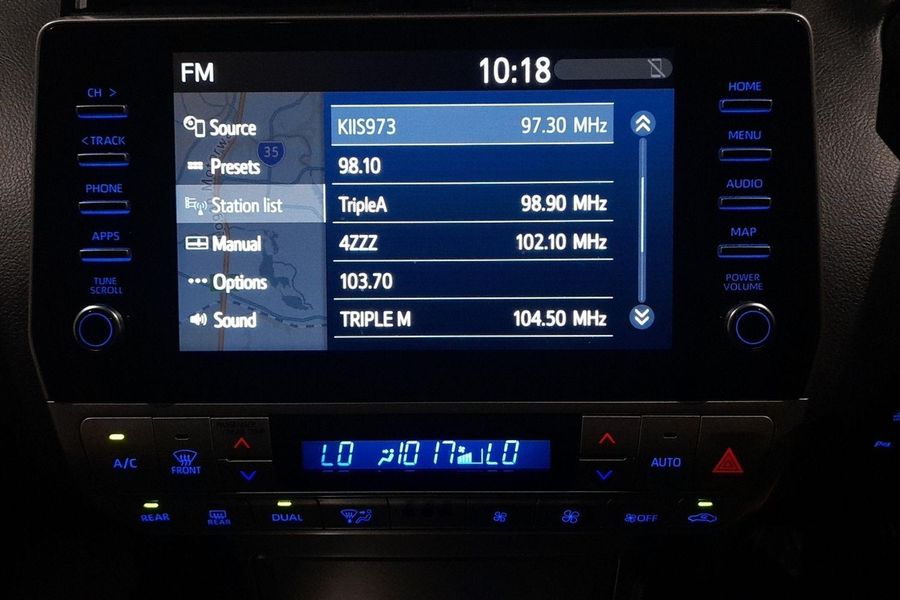 FM
10:18
CH >
< TRACK
PHONE
APPS
TUNE
SCROLL
35
Source
Presets
Station list
Manual
Options
Sound
KIIS973 97.30 MHz
98.10
TripleA 98.90 MHz
4ZZZ 102.10 MHz
103.70
TRIPLE M 104.50 MHz
HOME
MENU
AUDIO
MAP
POWER
VOLUME
A/C
FRONT
LO 10 17 LO
AUTO
REAR
REAR
DUAL
OFF